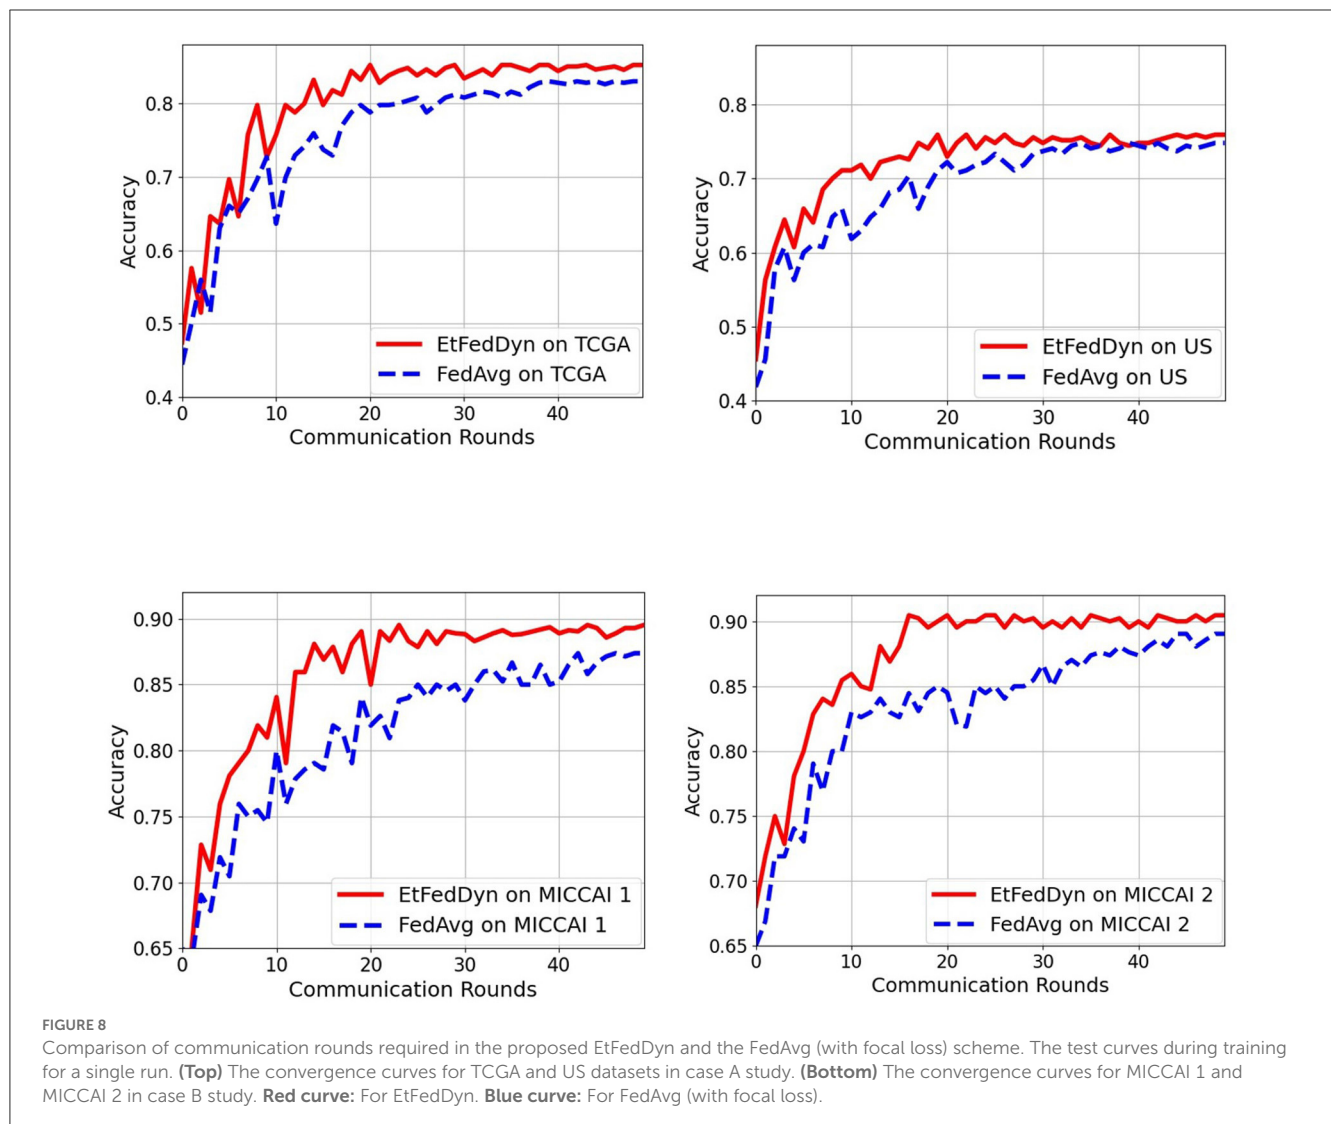 0.8
0.7
0.6
0.5
0.4
Accuracy
EtFedDyn on TCGA
FedAvg on TCGA
0 10 20 30 40
Communication Rounds
0.8
0.7
0.6
0.5
0.4
Accuracy
EtFedDyn on US
FedAvg on US
0 10 20 30 40
Communication Rounds
0.90
0.85
0.80
0.75
0.70
0.65
Accuracy
EtFedDyn on MICCAI 1
FedAvg on MICCAI 1
0 10 20 30 40
Communication Rounds
0.90
0.85
0.80
0.75
0.70
0.65
Accuracy
EtFedDyn on MICCAI 2
FedAvg on MICCAI 2
0 10 20 30 40
Communication Rounds
FIGURE 8
Comparison of communication rounds required in the proposed EtFedDyn and the FedAvg (with focal loss) scheme. The test curves during training
for a single run. (Top) The convergence curves for TCGA and US datasets in case A study. (Bottom) The convergence curves for MICCAI 1 and
MICCAI 2 in case B study. Red curve: For EtFedDyn. Blue curve: For FedAvg (with focal loss).